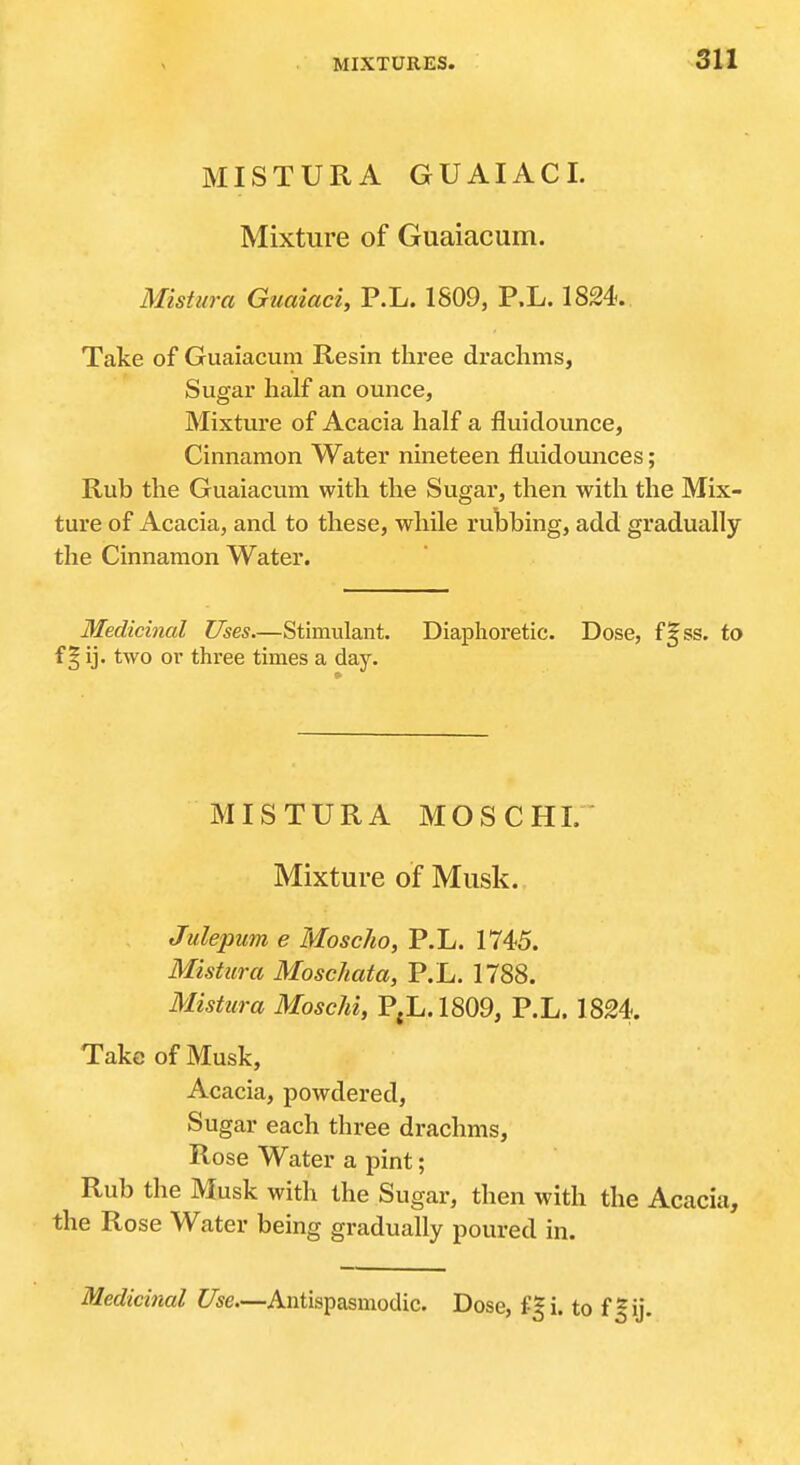 MIXTURES. 311
MISTURA GUAIACI.
Mixture of Guaiacum.
Mistura Guaiaci, P.L. 1809, P.L. 1824.
Take of Guaiacum Resin three drachms,
Sugar half an ounce,
Mixture of Acacia half a fluidounce,
Cinnamon Water nineteen fluidounces;
Rub the Guaiacum with the Sugar, then with the Mix-
ture of Acacia, and to these, while rubbing, add gradually
the Cinnamon Water.
Medicinal Uses.—Stimulant. Diaphoretic. Dose, f℥ss. to
f℥ij. two or three times a day.
MISTURA MOSCHI.
Mixture of Musk.
Julepum e Moscho, P.L. 1745.
Mistura Moschata, P.L. 1788.
Mistura Moschi, P.L. 1809, P.L. 1824.
Take of Musk,
Acacia, powdered,
Sugar each three drachms,
Rose Water a pint;
Rub the Musk with the Sugar, then with the Acacia,
the Rose Water being gradually poured in.
Medicinal Use.—Antispasmodic. Dose, f℥i. to f℥ij.